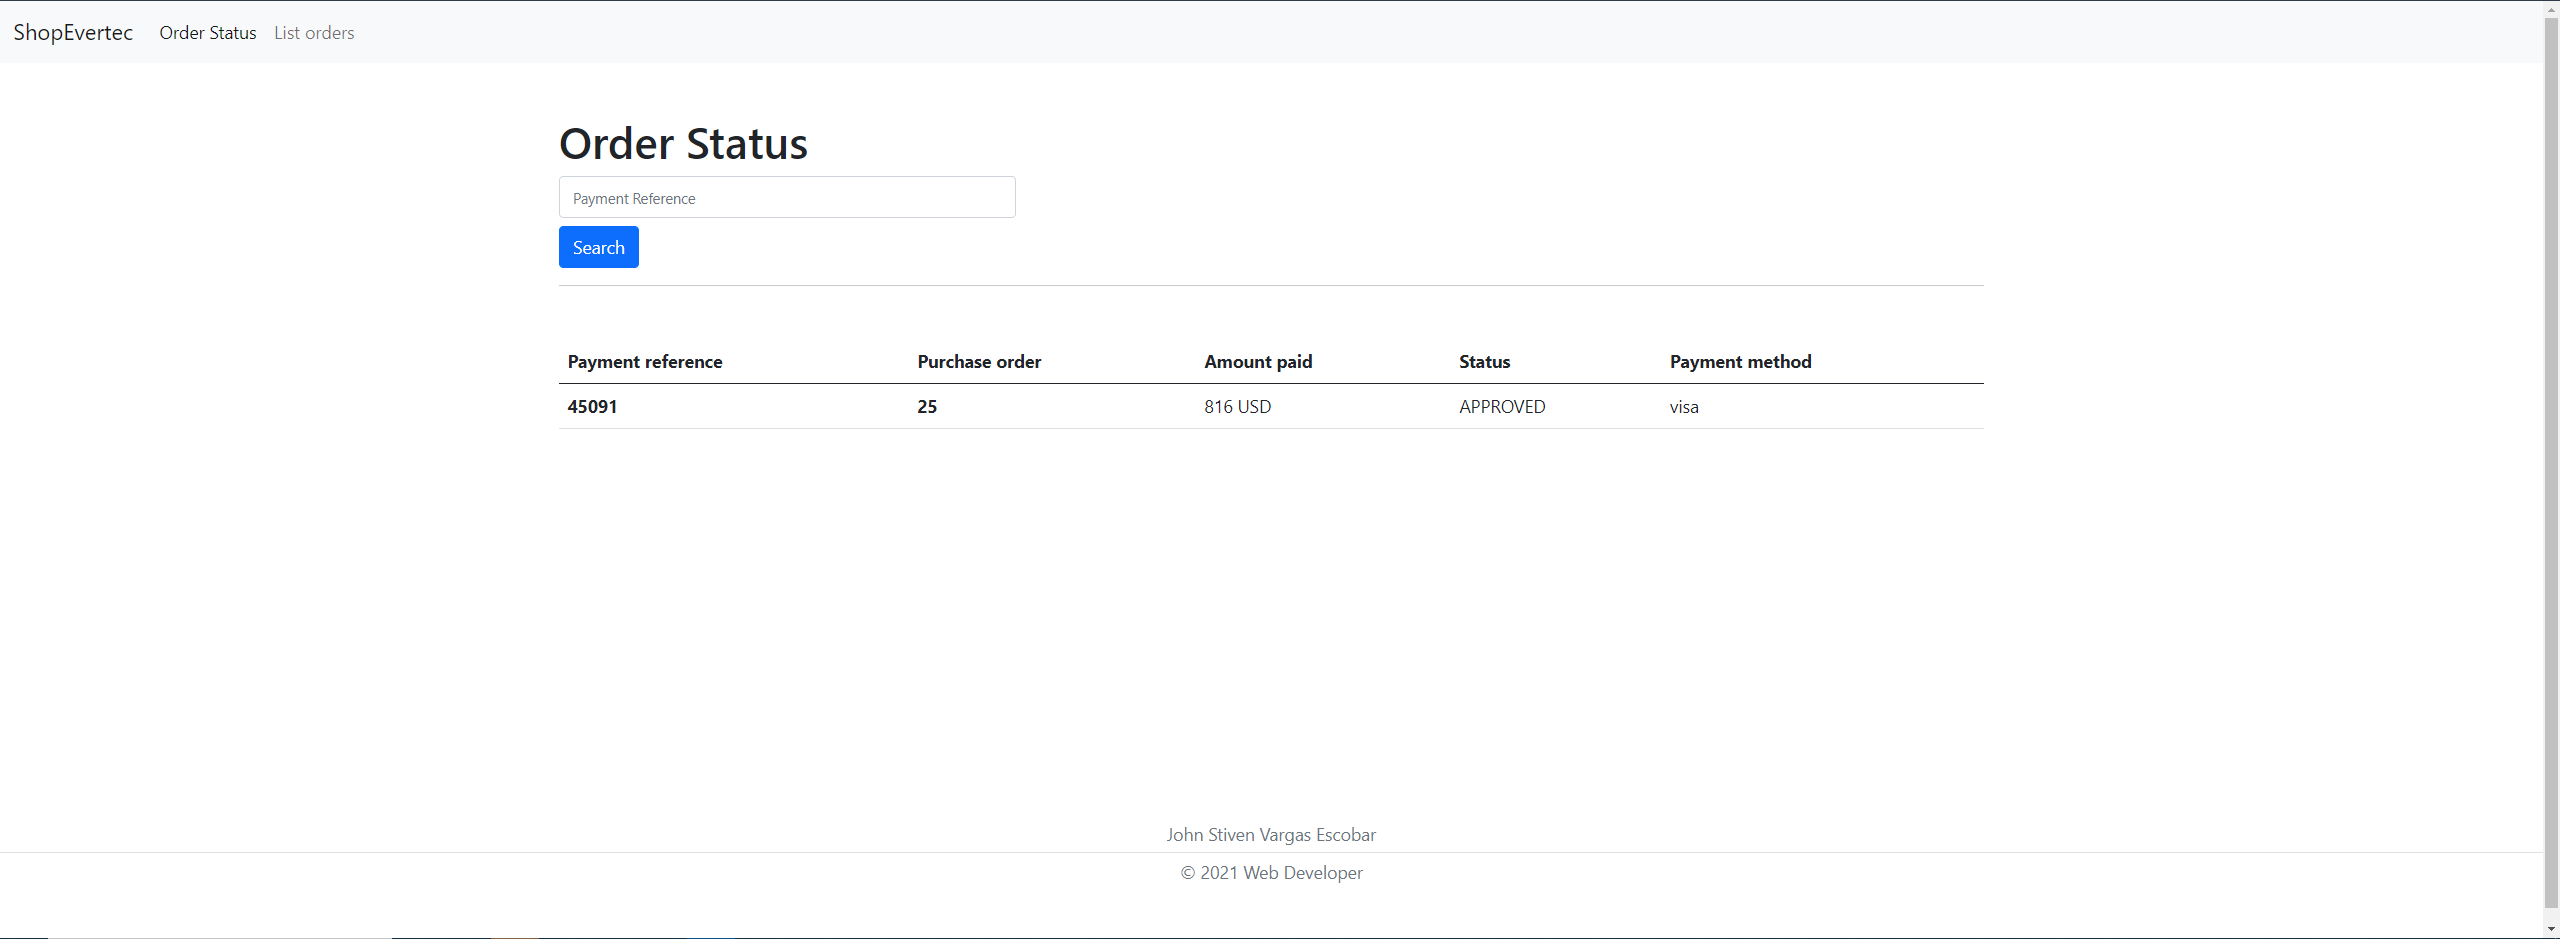 ShopEvertec Order Status List orders
Order Status
Payment Reference
Search
Payment reference Purchase order Amount paid Status Payment method
45091 25 816 USD APPROVED visa
John Stiven Vargas Escobar
© 2021 Web Developer